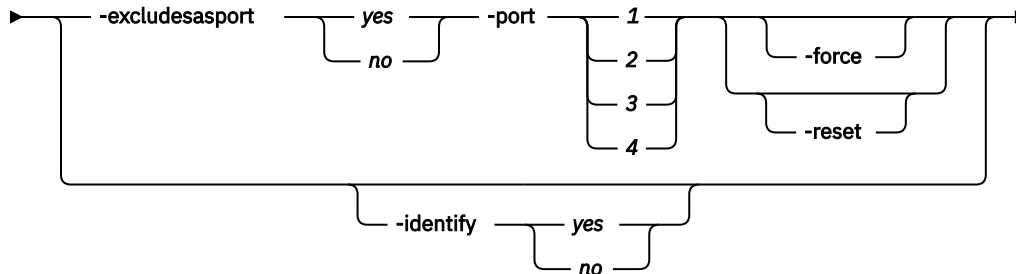 -excludesasport yes -port 1
no 2 -force
3
4 -reset
-identify yes
no